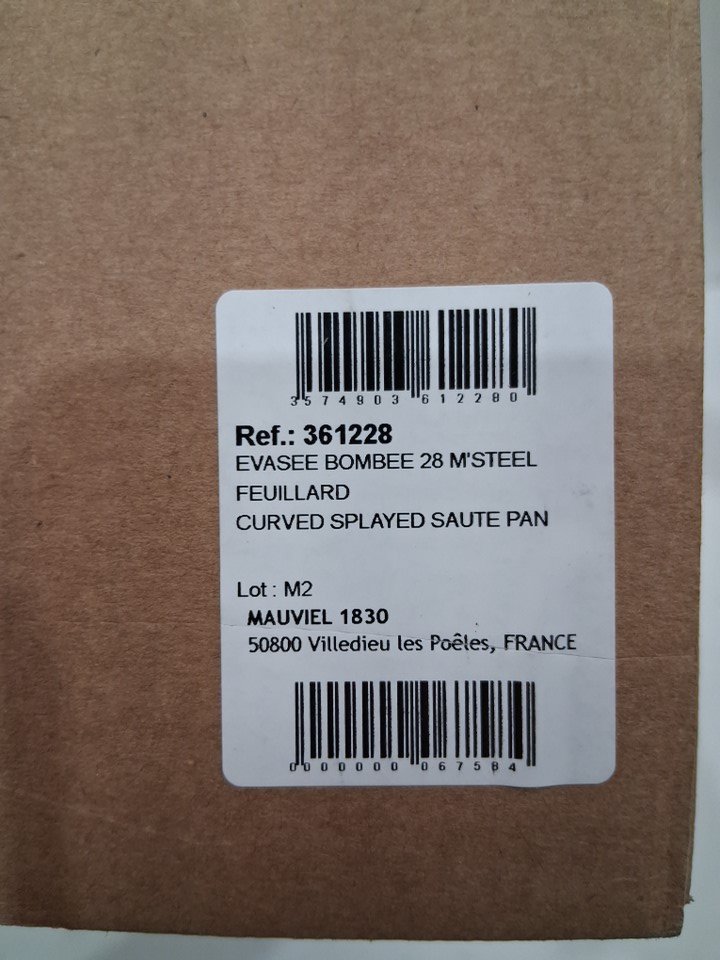 3574903 612280
Ref.: 361228
EVASEE BOMBEE 28 M'STEEL
FEUILLARD
CURVED SPLAYED SAUTE PAN
Lot : M2
MAUVIEL 1830
50800 Villedieu les Poêles, FRANCE
0000000 067584